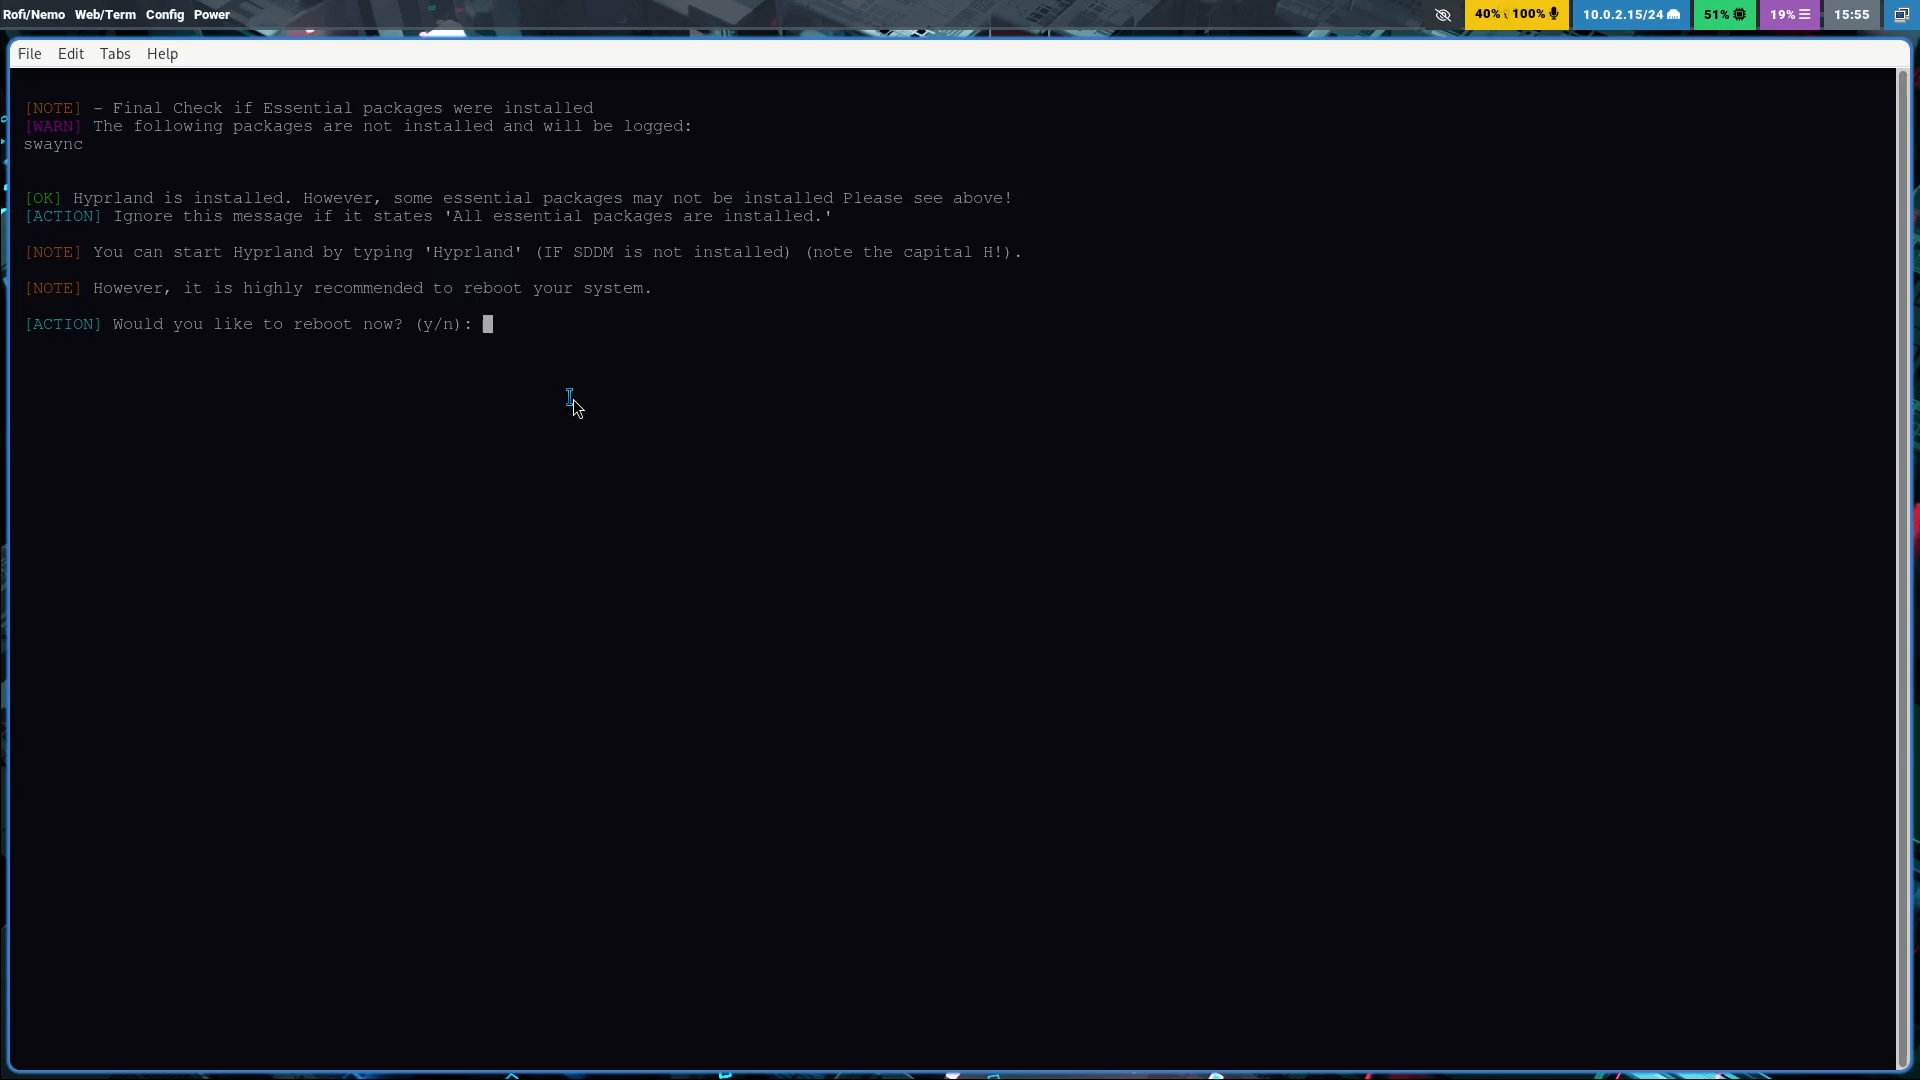 Rofi/Nemo Web/Term Config Power 40% 100% 10.0.2.15/24 51% 19% 15:55
File Edit Tabs Help
[NOTE] - Final Check if Essential packages were installed
[WARN] The following packages are not installed and will be logged:
swaync
[OK] Hyprland is installed. However, some essential packages may not be installed Please see above!
[ACTION] Ignore this message if it states 'All essential packages are installed.'
[NOTE] You can start Hyprland by typing 'Hyprland' (IF SDDM is not installed) (note the capital H!).
[NOTE] However, it is highly recommended to reboot your system.
[ACTION] Would you like to reboot now? (y/n):